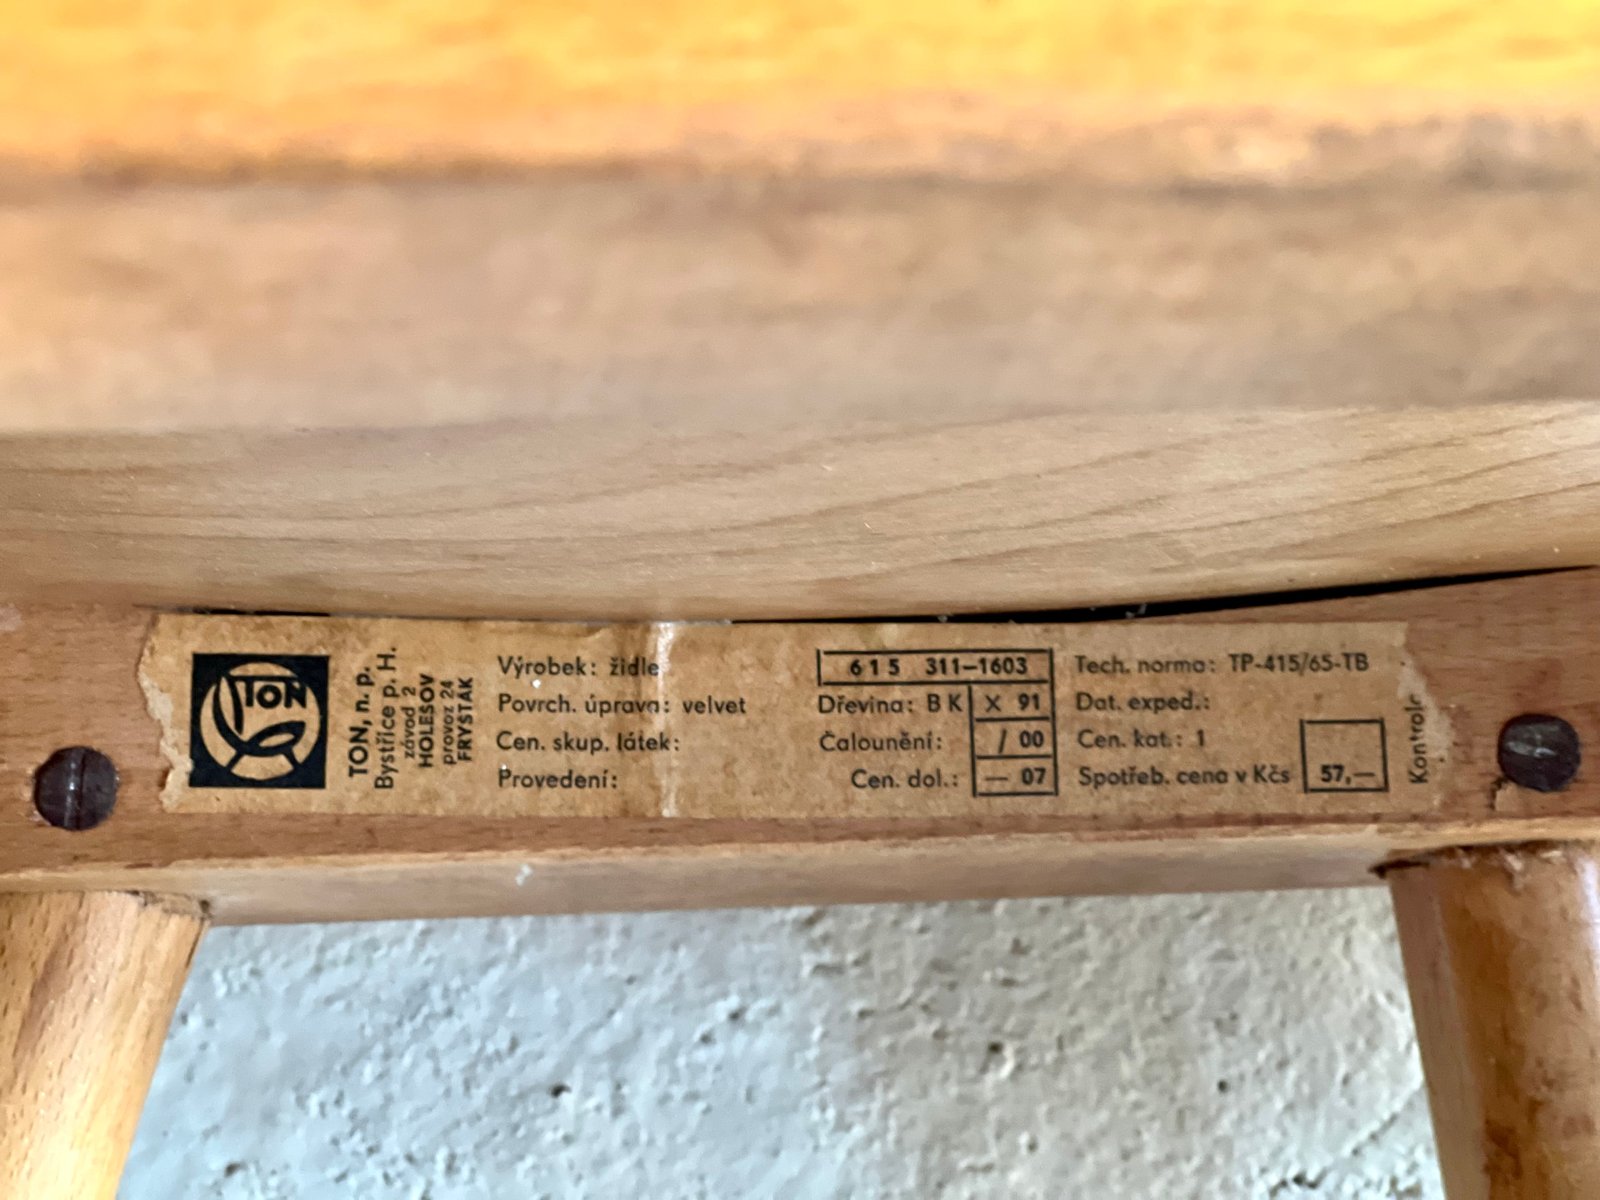 TON
TON, n. p.
Bystřice p. H.
závod 2
HOLEŠOV
provoz 24
FRYŠTÁK
Výrobek: židle
Povrch. úprava: velvet
Cen. skup. látek:
Provedení:
615 311-1603
Dřevina: BK X 91
Čalounění: / 00
Cen. dol.: — 07
Tech. norma: TP-415/65-TB
Dat. exped.:
Cen. kat.: 1
Spotřeb. cena v Kčs 57,—